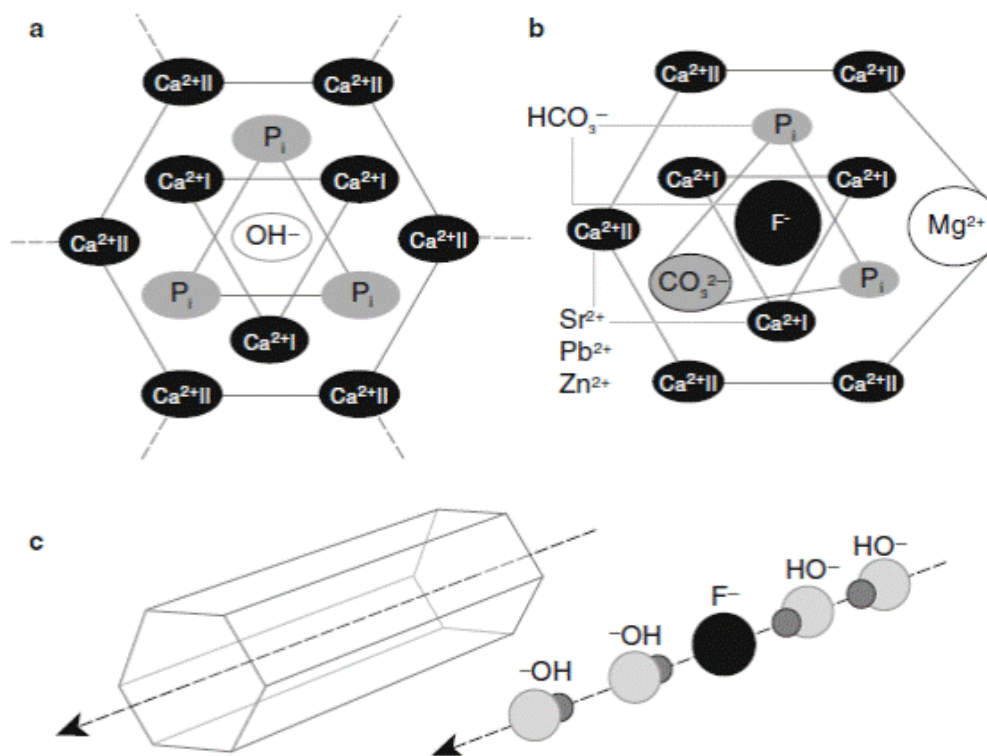 a
Ca²⁺II Ca²⁺II
Pᵢ
Ca²⁺I Ca²⁺I
Ca²⁺II OH⁻ Ca²⁺II
Pᵢ Pᵢ
Ca²⁺I
Ca²⁺II Ca²⁺II
b
Ca²⁺II Ca²⁺II
HCO₃⁻ Pᵢ
Ca²⁺I Ca²⁺I
Ca²⁺II F⁻ Mg²⁺
CO₃²⁻ Pᵢ
Sr²⁺ Ca²⁺I
Pb²⁺
Zn²⁺
Ca²⁺II Ca²⁺II
c
HO⁻
HO⁻
F⁻
⁻OH
⁻OH